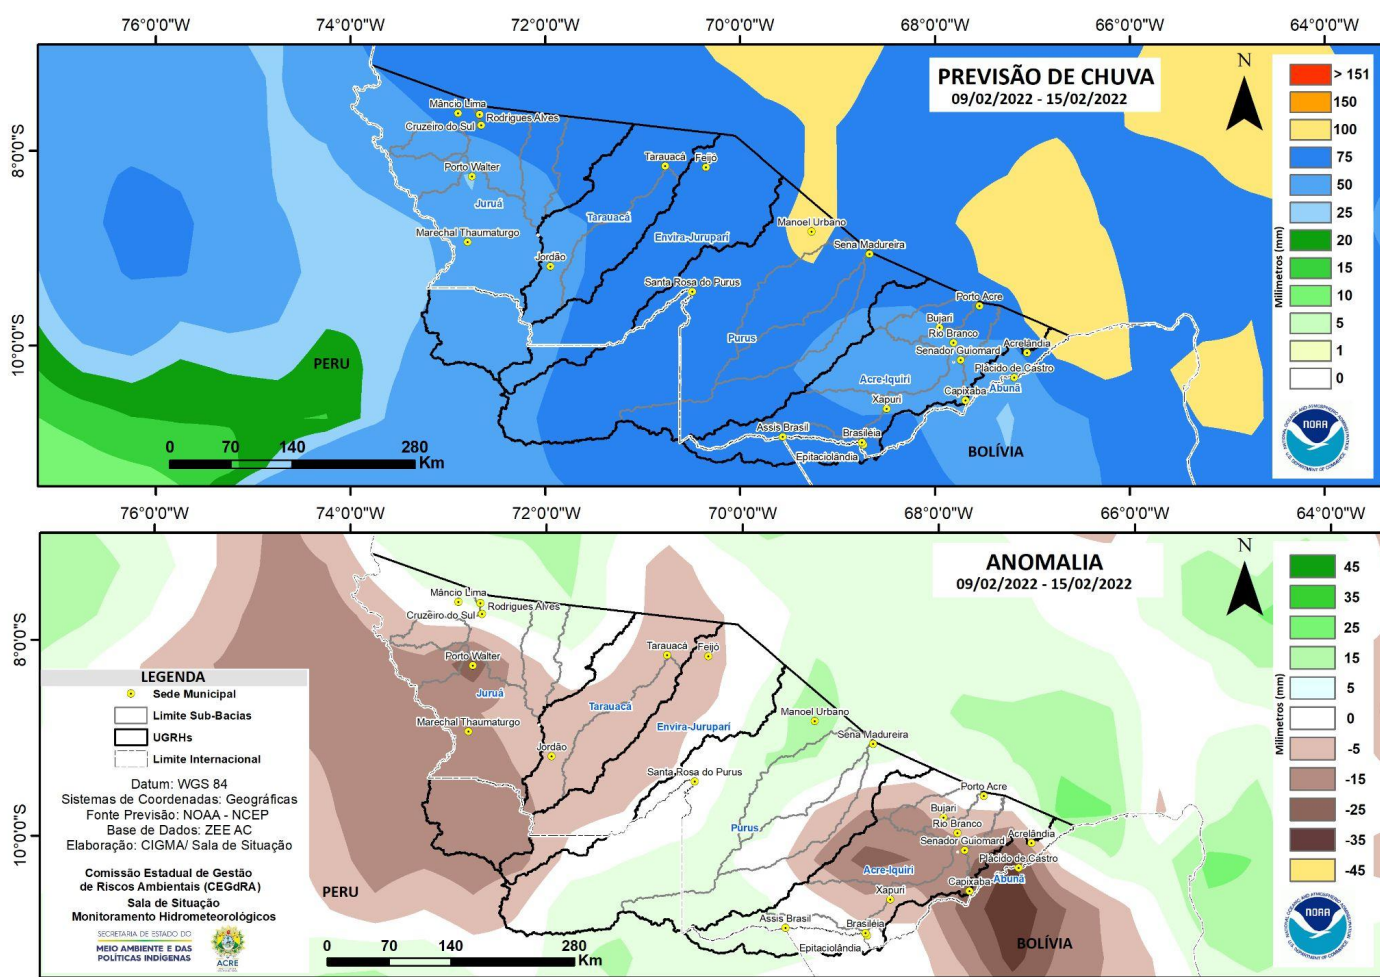 76°0'0"W 74°0'0"W 72°0'0"W 70°0'0"W 68°0'0"W 66°0'0"W 64°0'0"W
8°0'0"S
10°0'0"S
PREVISÃO DE CHUVA
09/02/2022 - 15/02/2022
N
> 151
150
100
75
50
25
20
15
10
5
1
0
Milímetros (mm)
NOAA
Mâncio Lima
Rodrigues Alves
Cruzeiro do Sul
Porto Walter
Juruá
Marechal Thaumaturgo
Jordão
Tarauacá
Feijó
Tarauacá
Envira-Jurupari
Santa Rosa do Purus
Manoel Urbano
Sena Madureira
Purus
Porto Acre
Bujari
Rio Branco
Senador Guiomard
Acrelândia
Plácido de Castro
Acre-Iquiri
Abunã
Capixaba
Xapuri
Assis Brasil
Brasiléia
Epitaciolândia
PERU
BOLÍVIA
0 70 140 280
Km
76°0'0"W 74°0'0"W 72°0'0"W 70°0'0"W 68°0'0"W 66°0'0"W 64°0'0"W
8°0'0"S
10°0'0"S
ANOMALIA
09/02/2022 - 15/02/2022
N
45
35
25
15
5
0
-5
-15
-25
-35
-45
Milímetros (mm)
NOAA
Mâncio Lima
Rodrigues Alves
Cruzeiro do Sul
Porto Walter
Juruá
Marechal Thaumaturgo
Jordão
Tarauacá
Feijó
Tarauacá
Envira-Jurupari
Santa Rosa do Purus
Manoel Urbano
Sena Madureira
Purus
Porto Acre
Bujari
Rio Branco
Senador Guiomard
Acrelândia
Plácido de Castro
Acre-Iquiri
Abunã
Capixaba
Xapuri
Assis Brasil
Brasiléia
Epitaciolândia
PERU
BOLÍVIA
0 70 140 280
Km
LEGENDA
Sede Municipal
Limite Sub-Bacias
UGRHs
Limite Internacional
Datum: WGS 84
Sistemas de Coordenadas: Geográficas
Fonte Previsão: NOAA - NCEP
Base de Dados: ZEE AC
Elaboração: CIGMA/ Sala de Situação
Comissão Estadual de Gestão
de Riscos Ambientais (CEGdRA)
Sala de Situação
Monitoramento Hidrometeorológicos
SECRETARIA DE ESTADO DO
MEIO AMBIENTE E DAS
POLÍTICAS INDÍGENAS
ACRE